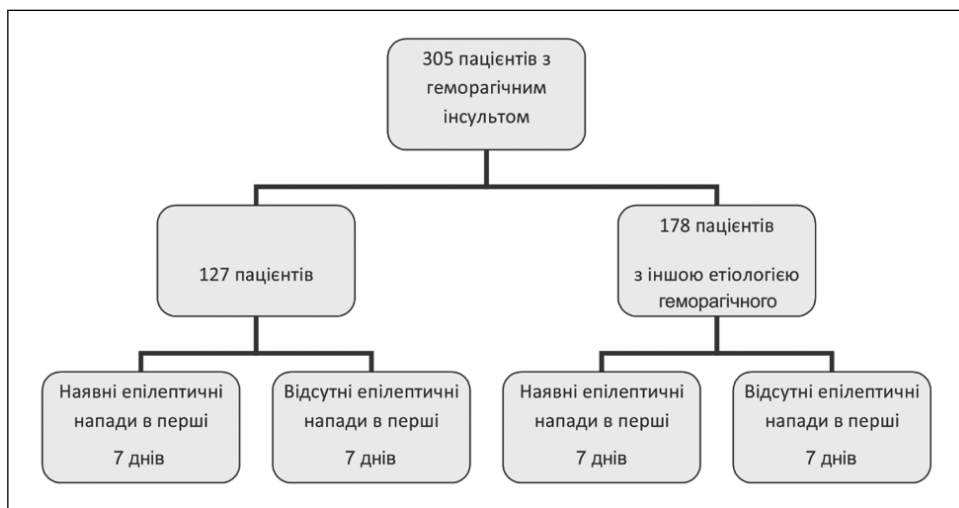 305 пацієнтів з
геморагічним
інсультом
127 пацієнтів
178 пацієнтів
з іншою етіологією
геморагічного
Наявні епілептичні
напади в перші
7 днів
Відсутні епілептичні
напади в перші
7 днів
Наявні епілептичні
напади в перші
7 днів
Відсутні епілептичні
напади в перші
7 днів